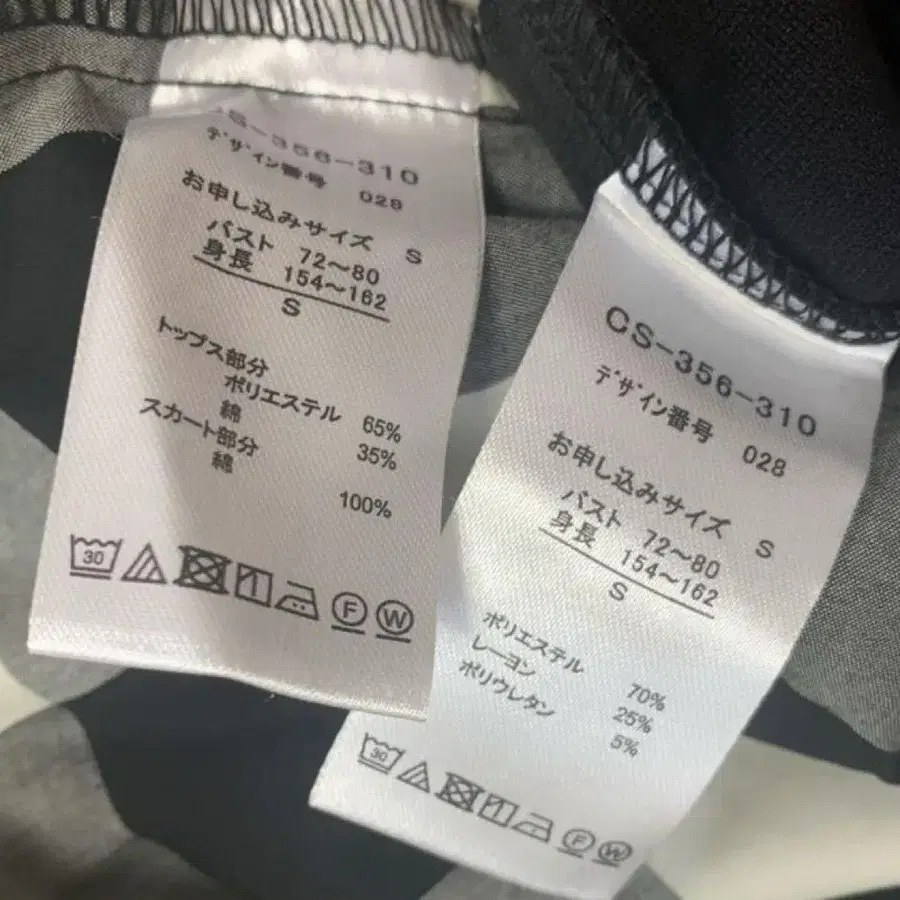 CS-356-310
デザイン番号 028
お申し込みサイズ S
バスト 72～80
身長 154～162
S
トップス部分
ポリエステル 65%
綿 35%
スカート部分
綿 100%
30
F W
CS-356-310
デザイン番号 028
お申し込みサイズ S
バスト 72～80
身長 154～162
S
ポリエステル 70%
レーヨン 25%
ポリウレタン 5%
30
F W